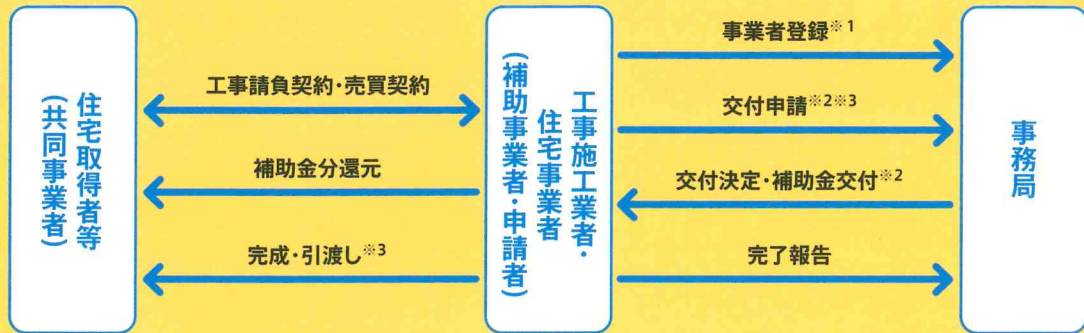 住宅取得者等
(共同事業者)
工事請負契約・売買契約
補助金分還元
完成・引渡し※3
工事施工業者・
住宅事業者
(補助事業者・申請者)
事業者登録※1
交付申請※2※3
交付決定・補助金交付※2
完了報告
事務局